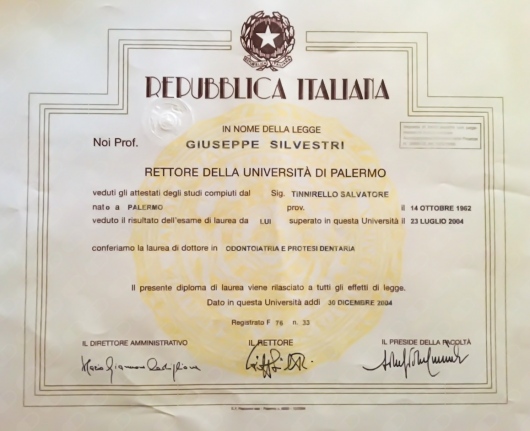 REPUBBLICA ITALIANA
IN NOME DELLA LEGGE
Noi Prof. GIUSEPPE SILVESTRI
RETTORE DELLA UNIVERSITÀ DI PALERMO
veduti gli attestati degli studi compiuti dal Sig. TINNIRELLO SALVATORE
nato a PALERMO prov. il 14 OTTOBRE 1962
veduto il risultato dell'esame di laurea da LUI superato in questa Università il 23 LUGLIO 2004
conferiamo la laurea di dottore in ODONTOIATRIA E PROTESI DENTARIA
Il presente diploma di laurea viene rilasciato a tutti gli effetti di legge.
Dato in questa Università addì 30 DICEMBRE 2004
Registrato F 76 n. 33
IL DIRETTORE AMMINISTRATIVO IL RETTORE IL PRESIDE DELLA FACOLTÀ